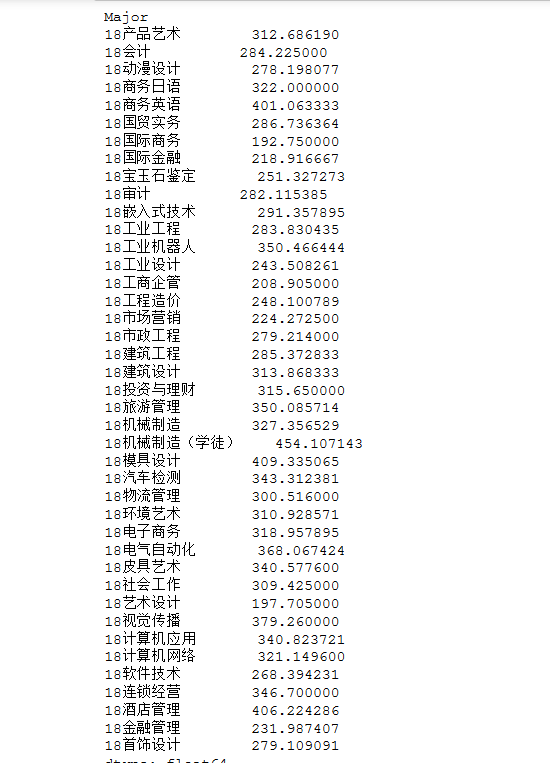 Major
18产品艺术 312.686190
18会计 284.225000
18动漫设计 278.198077
18商务日语 322.000000
18商务英语 401.063333
18国贸实务 286.736364
18国际商务 192.750000
18国际金融 218.916667
18宝玉石鉴定 251.327273
18审计 282.115385
18嵌入式技术 291.357895
18工业工程 283.830435
18工业机器人 350.466444
18工业设计 243.508261
18工商企管 208.905000
18工程造价 248.100789
18市场营销 224.272500
18市政工程 279.214000
18建筑工程 285.372833
18建筑设计 313.868333
18投资与理财 315.650000
18旅游管理 350.085714
18机械制造 327.356529
18机械制造（学徒） 454.107143
18模具设计 409.335065
18汽车检测 343.312381
18物流管理 300.516000
18环境艺术 310.928571
18电子商务 318.957895
18电气自动化 368.067424
18皮具艺术 340.577600
18社会工作 309.425000
18艺术设计 197.705000
18视觉传播 379.260000
18计算机应用 340.823721
18计算机网络 321.149600
18软件技术 268.394231
18连锁经营 346.700000
18酒店管理 406.224286
18金融管理 231.987407
18首饰设计 279.109091
dtype: float64